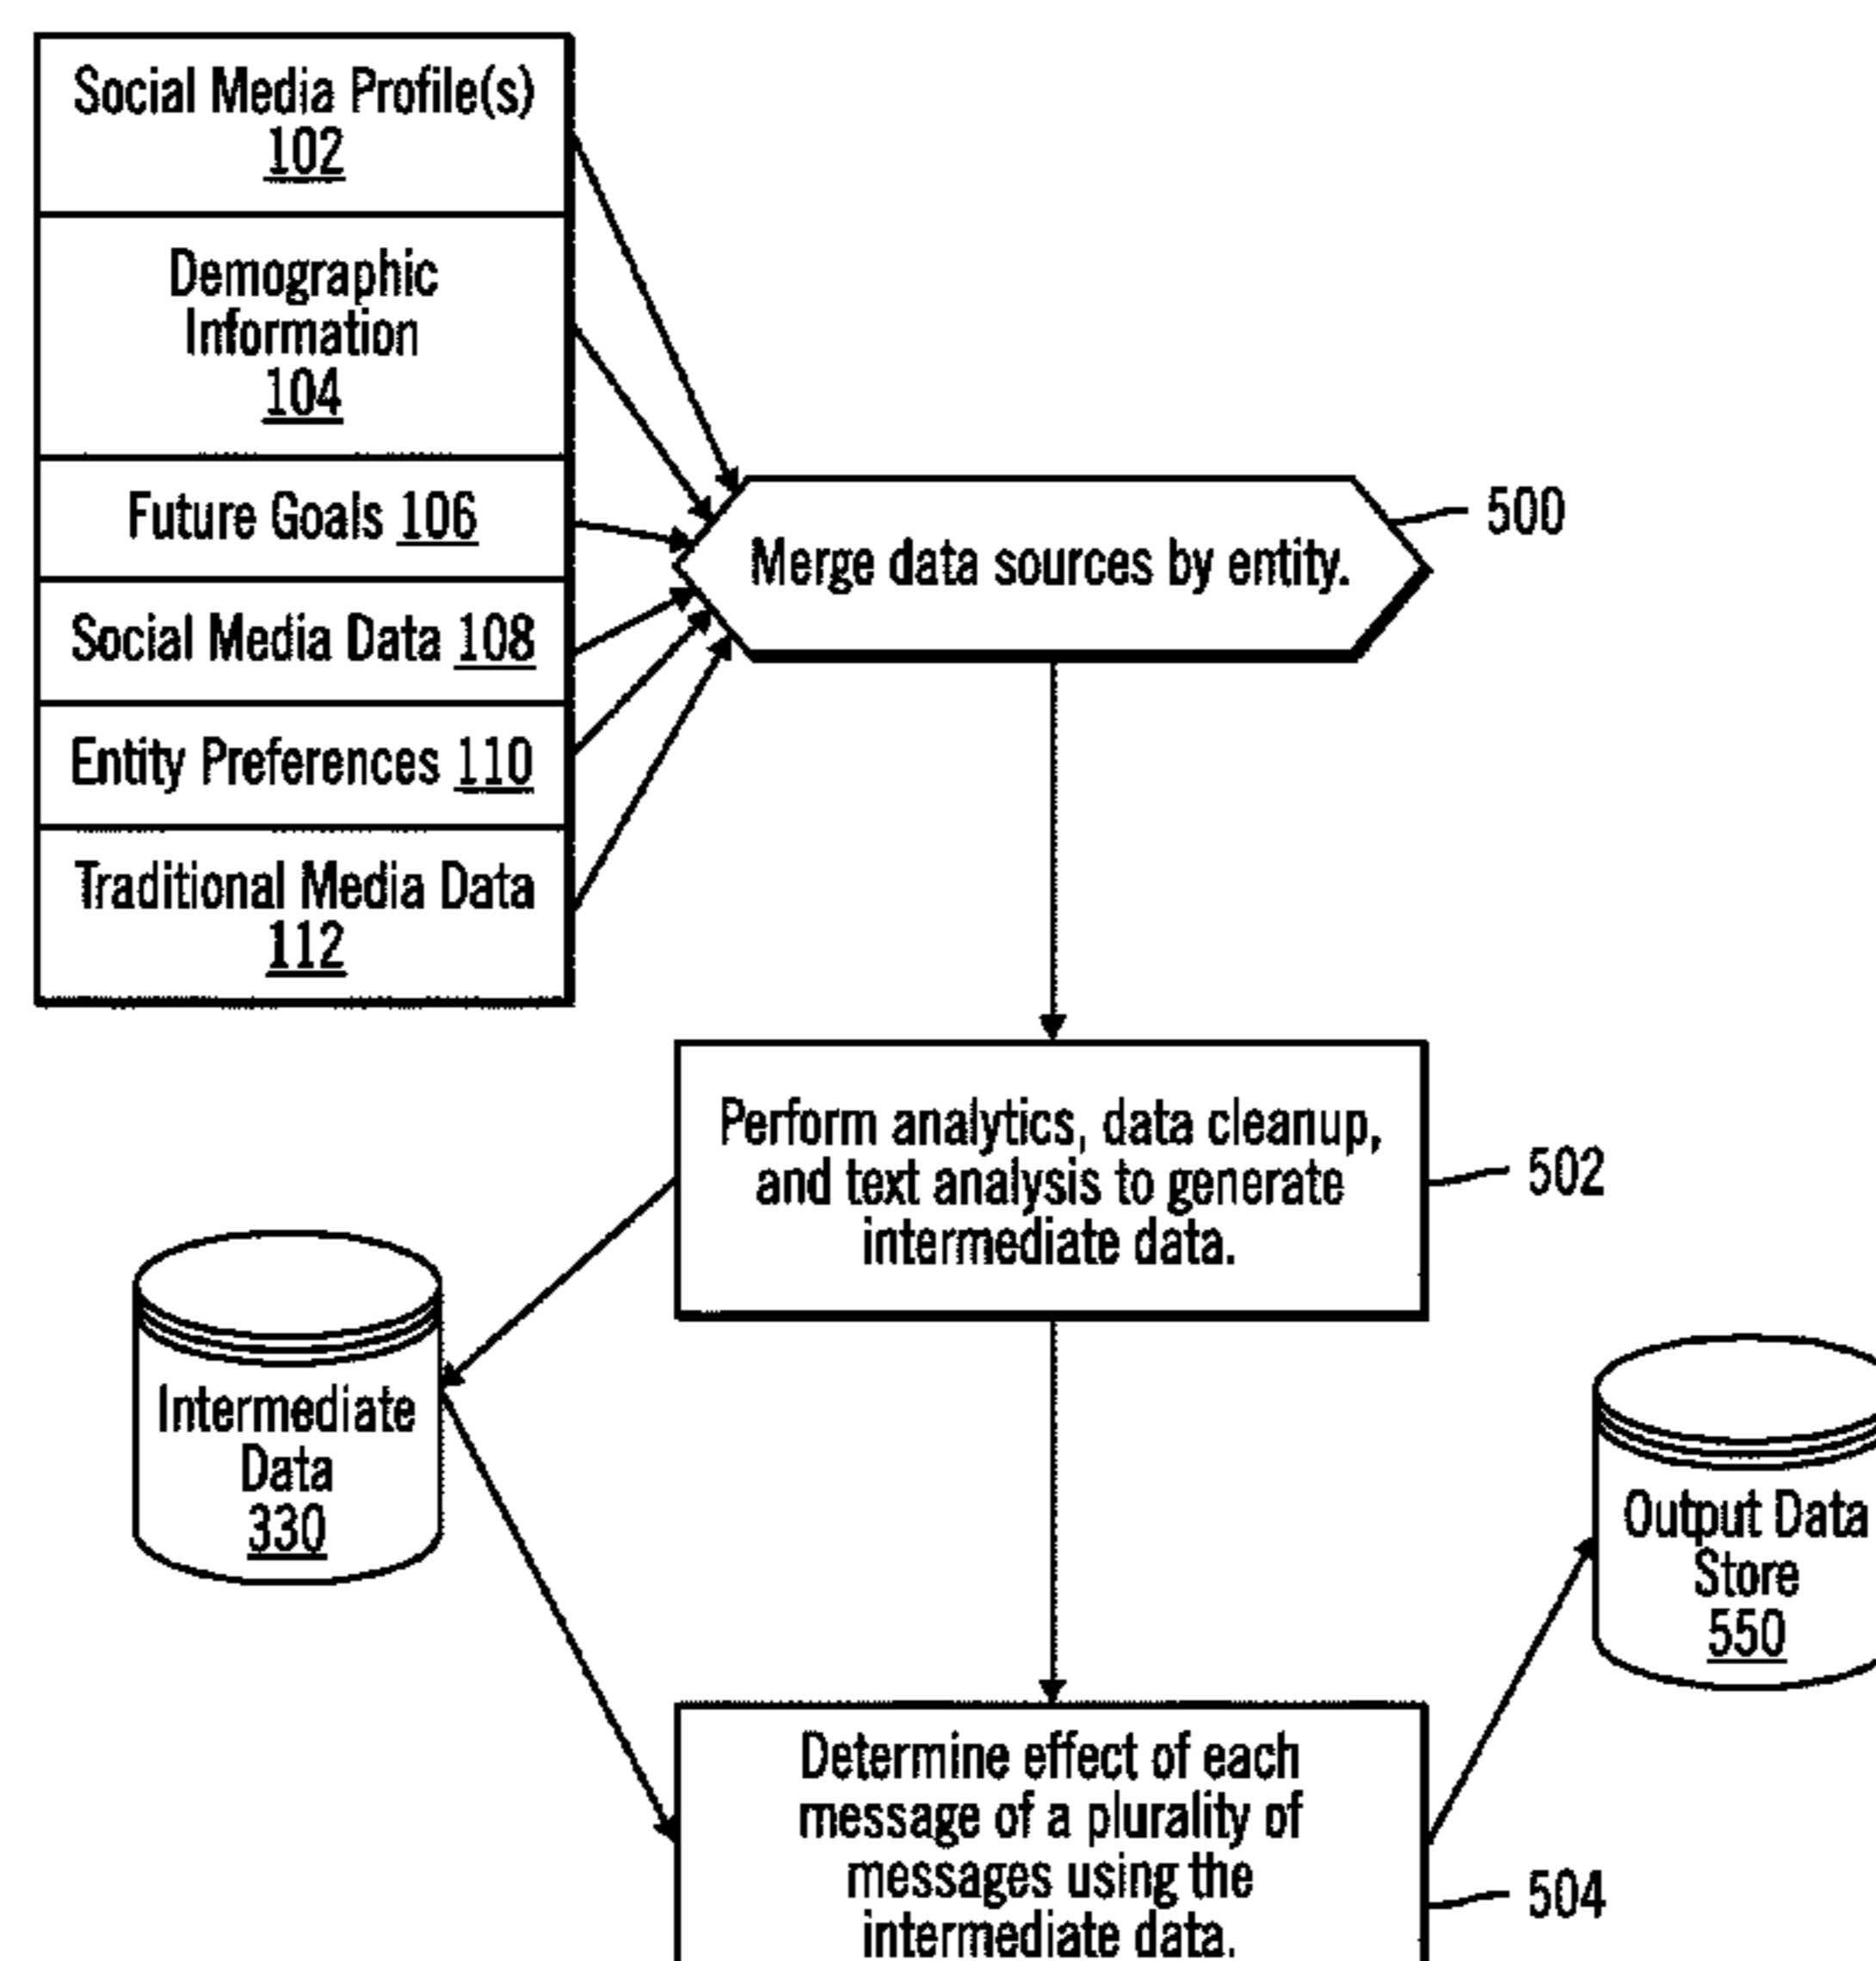 Social Media Profile(s)
102
Demographic
Information
104
Future Goals 106
Social Media Data 108
Entity Preferences 110
Traditional Media Data
112
Merge data sources by entity.
500
Perform analytics, data cleanup,
and text analysis to generate
intermediate data.
502
Intermediate
Data
330
Output Data
Store
550
Determine effect of each
message of a plurality of
messages using the
intermediate data.
504